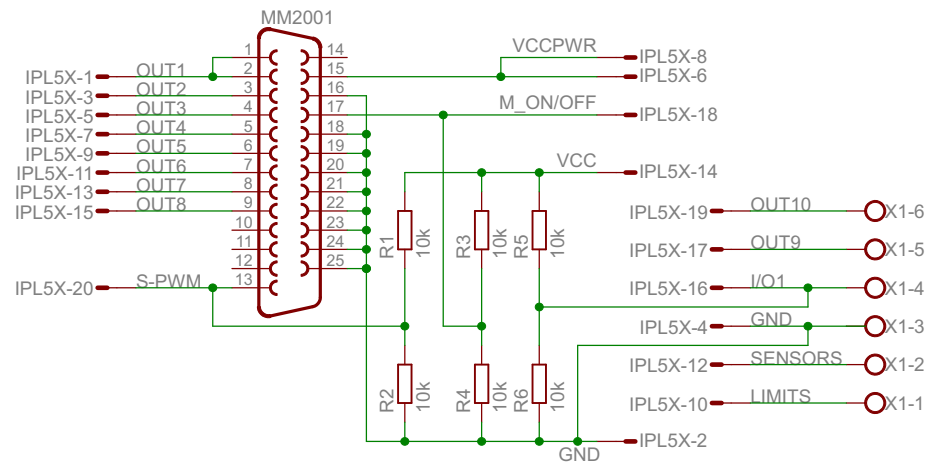 MM2001
1 14
VCCPWR IPL5X-8
IPL5X-1 OUT1 2 15 IPL5X-6
IPL5X-3 OUT2 3 16
M_ON/OFF
IPL5X-5 OUT3 4 17 IPL5X-18
IPL5X-7 OUT4 5 18
IPL5X-9 OUT5 6 19
VCC
IPL5X-11 OUT6 7 20 IPL5X-14
IPL5X-13 OUT7 8 21
IPL5X-15 OUT8 9 22
IPL5X-19 OUT10 X1-6
10 23
R1 10k R3 10k R5 10k
11 24
IPL5X-17 OUT9 X1-5
12 25
IPL5X-20 S-PWM 13
IPL5X-16 I/O1 X1-4
IPL5X-4 GND X1-3
IPL5X-12 SENSORS X1-2
R2 10k R4 10k R6 10k
IPL5X-10 LIMITS X1-1
IPL5X-2
GND